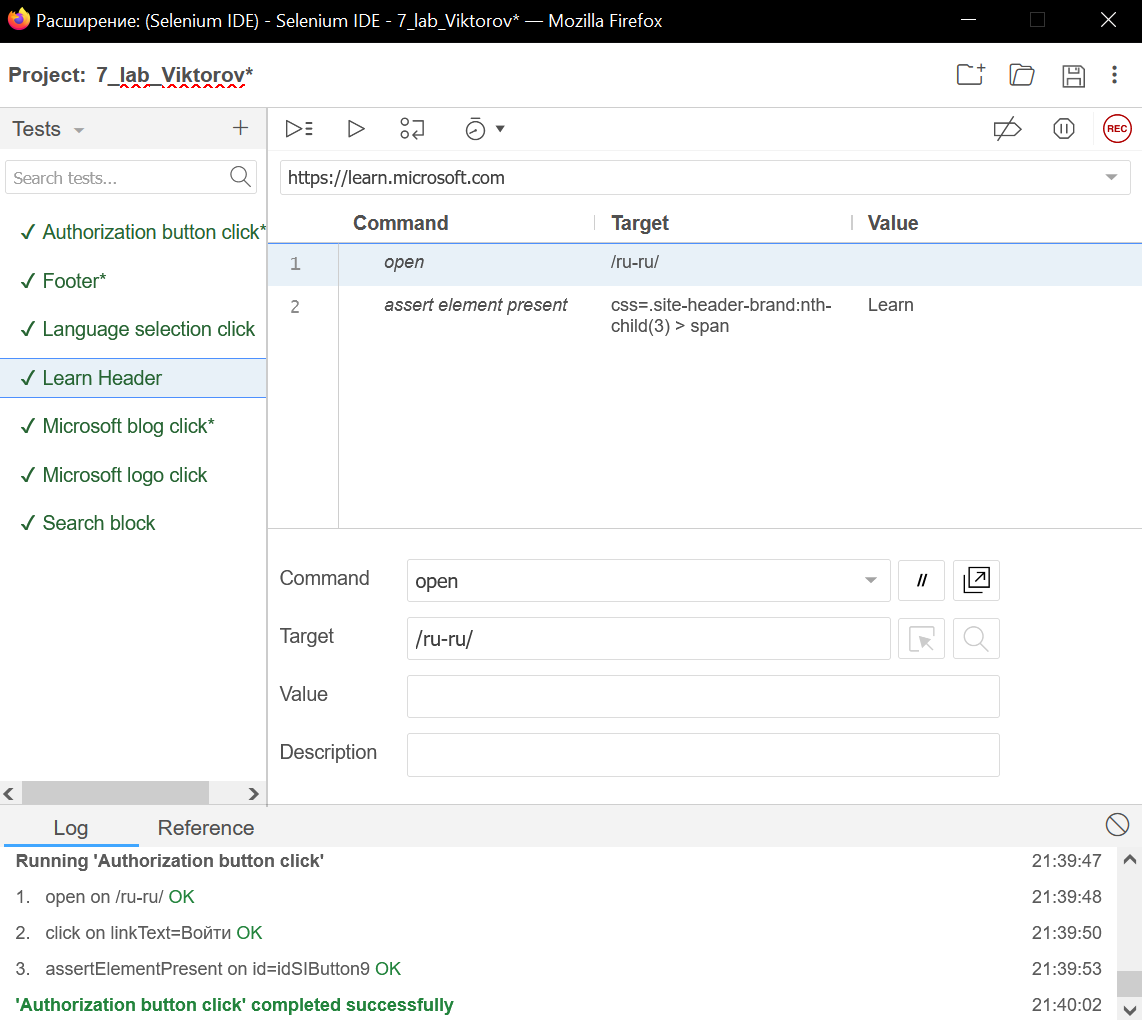 Расширение: (Selenium IDE) - Selenium IDE - 7_lab_Viktorov* — Mozilla Firefox
Project: 7_lab_Viktorov*
Tests
Search tests...
✓ Authorization button click*
✓ Footer*
✓ Language selection click
✓ Learn Header
✓ Microsoft blog click*
✓ Microsoft logo click
✓ Search block
REC
https://learn.microsoft.com
Command Target Value
1 open /ru-ru/
2 assert element present css=.site-header-brand:nth- Learn
child(3) > span
Command open //
Target /ru-ru/
Value
Description
Log Reference
Running 'Authorization button click' 21:39:47
1. open on /ru-ru/ OK 21:39:48
2. click on linkText=Войти OK 21:39:50
3. assertElementPresent on id=idSIButton9 OK 21:39:53
'Authorization button click' completed successfully 21:40:02